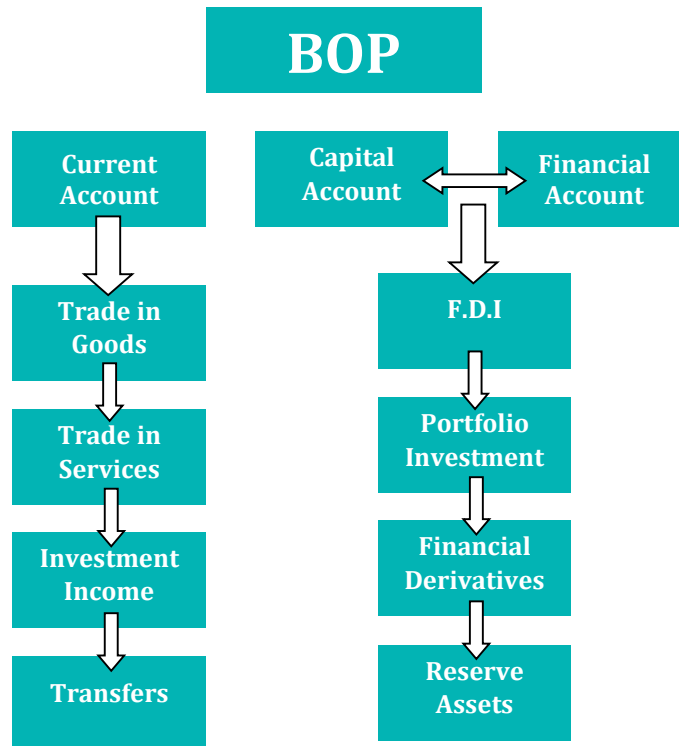 BOP
Current
Account
Capital
Account
Financial
Account
Trade in
Goods
Trade in
Services
Investment
Income
Transfers
F.D.I
Portfolio
Investment
Financial
Derivatives
Reserve
Assets